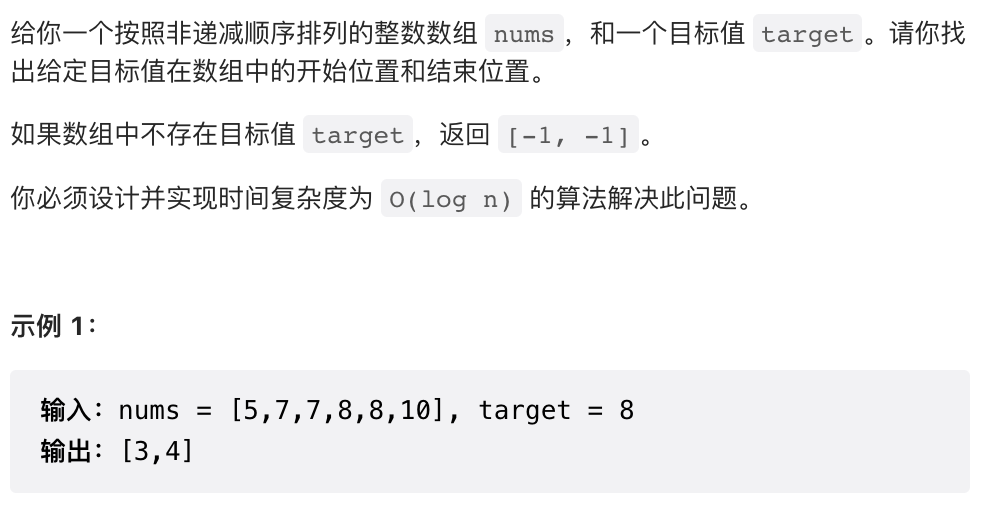 给你一个按照非递减顺序排列的整数数组 nums，和一个目标值 target。请你找
出给定目标值在数组中的开始位置和结束位置。
如果数组中不存在目标值 target，返回 [-1, -1]。
你必须设计并实现时间复杂度为 O(log n) 的算法解决此问题。
示例 1：
输入：nums = [5,7,7,8,8,10], target = 8
输出：[3,4]